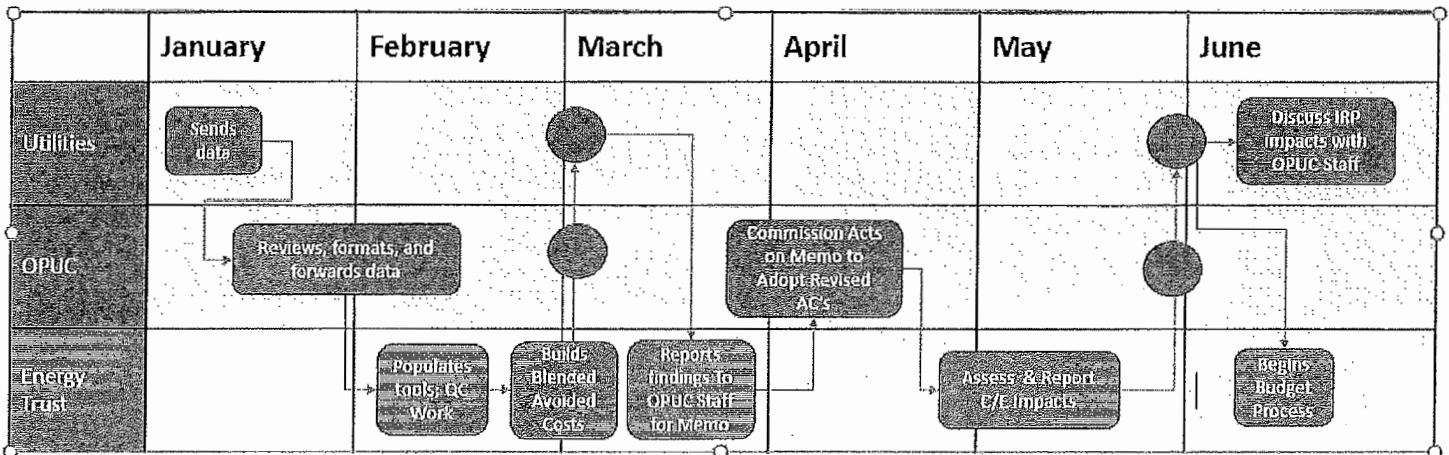 January
February
March
April
May
June
Utilities
Sends
data
Discuss IRP
impacts with
OPUC Staff
OPUC
Reviews, formats, and
forwards data
Commission Acts
on Memo to
Adopt Revised
AC's
Energy
Trust
Populates
tools, QC
Work
Builds
Blended
Avoided
Costs
Reports
findings To
OPUC Staff
for Memo
Assess & Report
C/E Impacts
Begins
Budget
Process